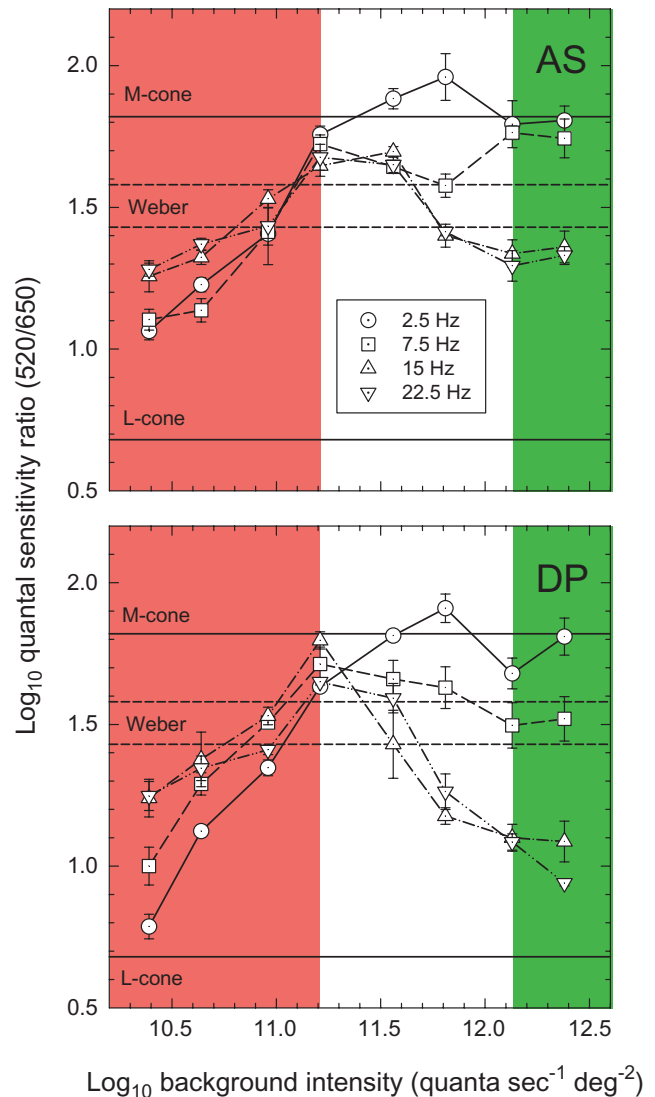 AS
2.0
M-cone
1.5
Weber
1.0
2.5 Hz
7.5 Hz
15 Hz
22.5 Hz
L-cone
0.5
DP
2.0
M-cone
1.5
Weber
1.0
L-cone
0.5
10.5 11.0 11.5 12.0 12.5
Log10 quantal sensitivity ratio (520/650)
Log10 background intensity (quanta sec-1 deg-2)